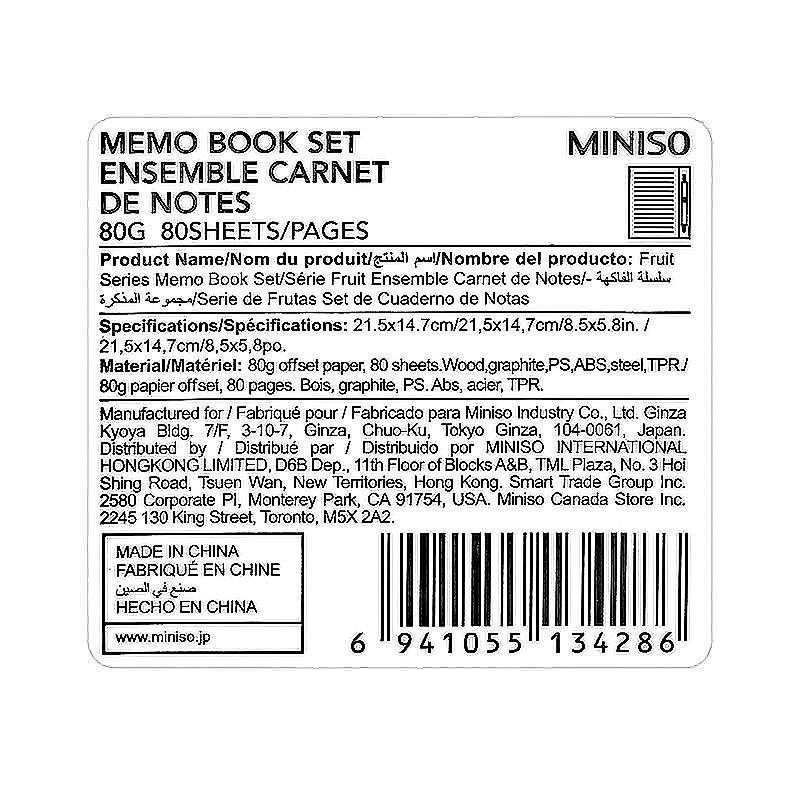 MEMO BOOK SET
ENSEMBLE CARNET
DE NOTES
80G 80SHEETS/PAGES
MINISO
Product Name/Nom du produit/اسم المنتج/Nombre del producto: Fruit
Series Memo Book Set/Série Fruit Ensemble Carnet de Notes/- سلسلة الفاكهة
مجموعة المذكرة/Serie de Frutas Set de Cuaderno de Notas
Specifications/Spécifications: 21.5x14.7cm/21,5x14,7cm/8.5x5.8in. /
21,5x14,7cm/8,5x5,8po.
Material/Matériel: 80g offset paper, 80 sheets.Wood,graphite,PS,ABS,steel,TPR./
80g papier offset, 80 pages. Bois, graphite, PS. Abs, acier, TPR.
Manufactured for / Fabriqué pour / Fabricado para Miniso Industry Co., Ltd. Ginza
Kyoya Bldg. 7/F, 3-10-7, Ginza, Chuo-Ku, Tokyo Ginza, 104-0061, Japan.
Distributed by / Distribué par / Distribuido por MINISO INTERNATIONAL
HONGKONG LIMITED, D6B Dep., 11th Floor of Blocks A&B, TML Plaza, No. 3 Hoi
Shing Road, Tsuen Wan, New Territories, Hong Kong. Smart Trade Group Inc.
2580 Corporate Pl, Monterey Park, CA 91754, USA. Miniso Canada Store Inc.
2245 130 King Street, Toronto, M5X 2A2.
MADE IN CHINA
FABRIQUÉ EN CHINE
صنع في الصين
HECHO EN CHINA
www.miniso.jp
6 941055 134286